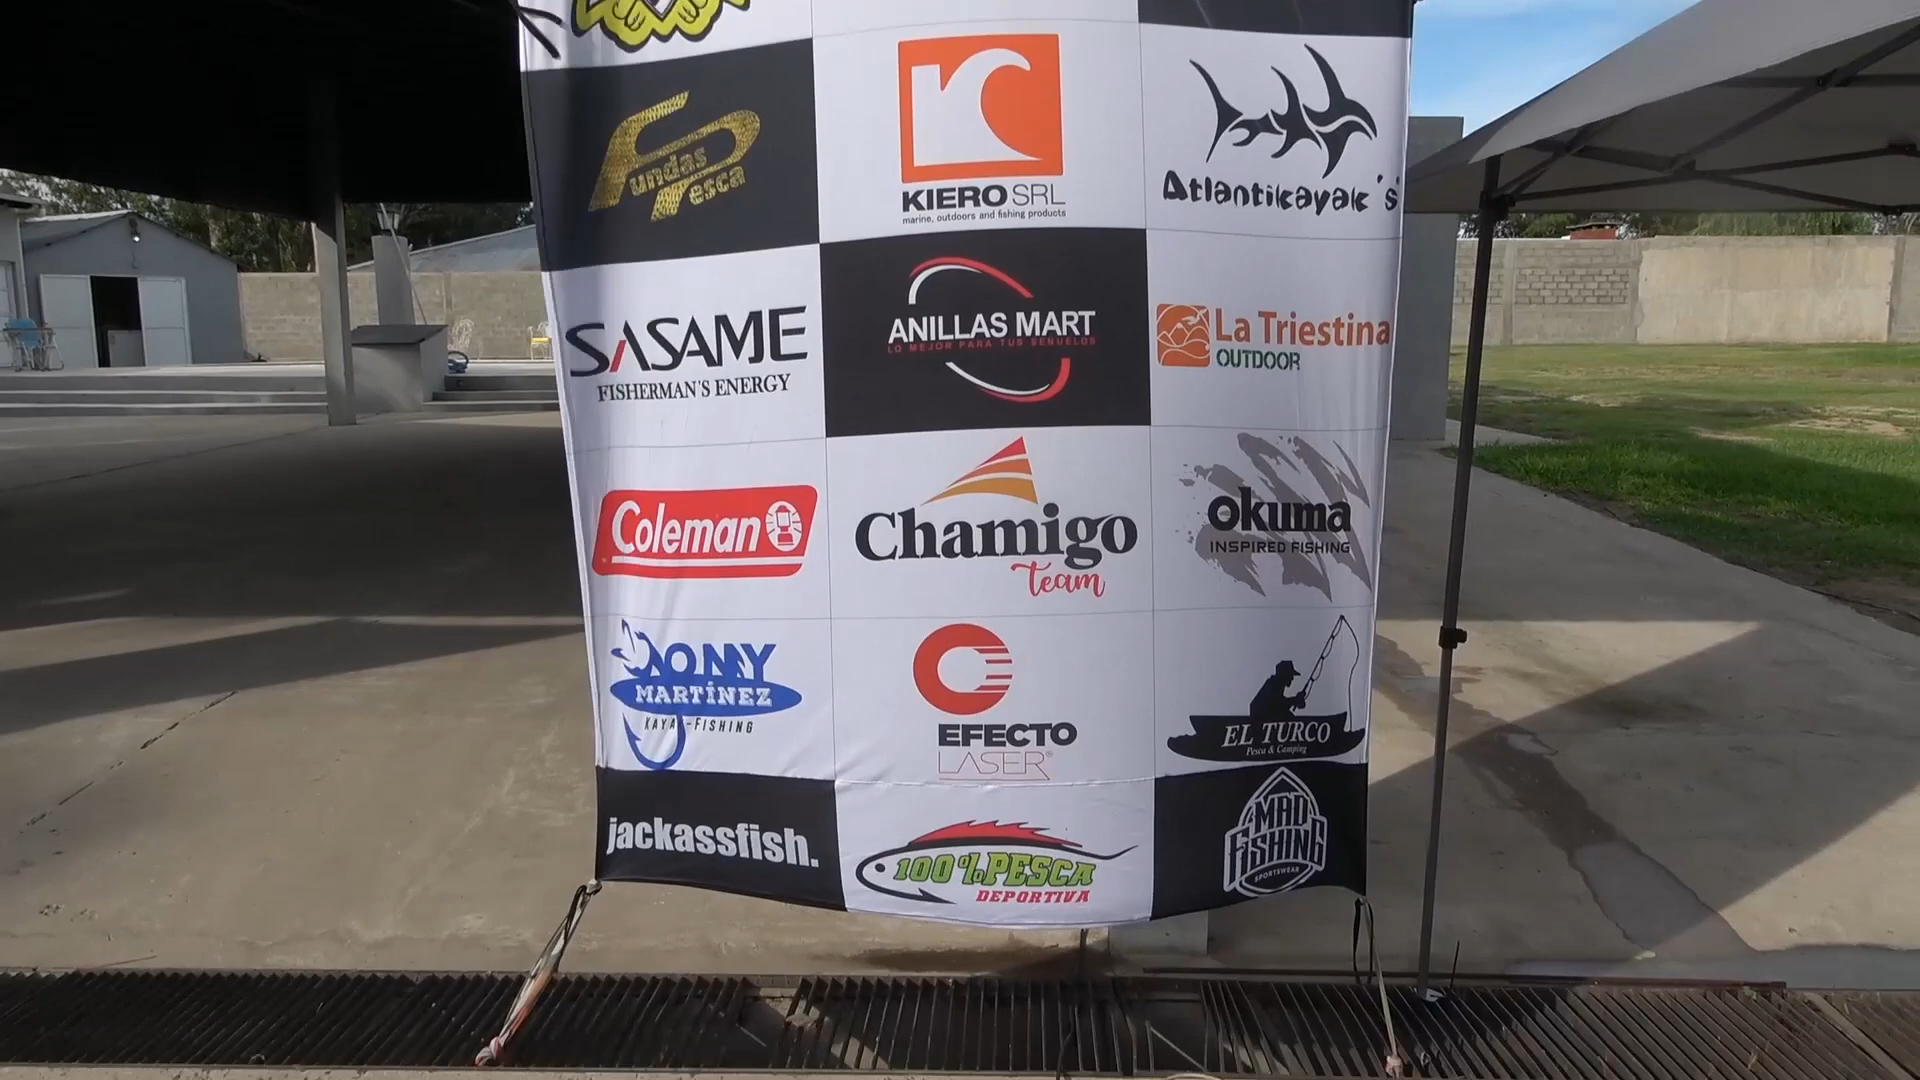 Fundas
Pesca
KIERO SRL
marine, outdoors and fishing products
Atlantikayak's
SASAME
FISHERMAN'S ENERGY
ANILLAS MART
LO MEJOR PARA TUS SEÑUELOS
La Triestina
OUTDOOR
Coleman
Chamigo
team
okuma
INSPIRED FISHING
JONNY
MARTÍNEZ
KAYAK-FISHING
EFECTO
LASER®
EL TURCO
Pesca & Camping
jackassfish.
100% PESCA
DEPORTIVA
MAD
FISHING
SPORTSWEAR